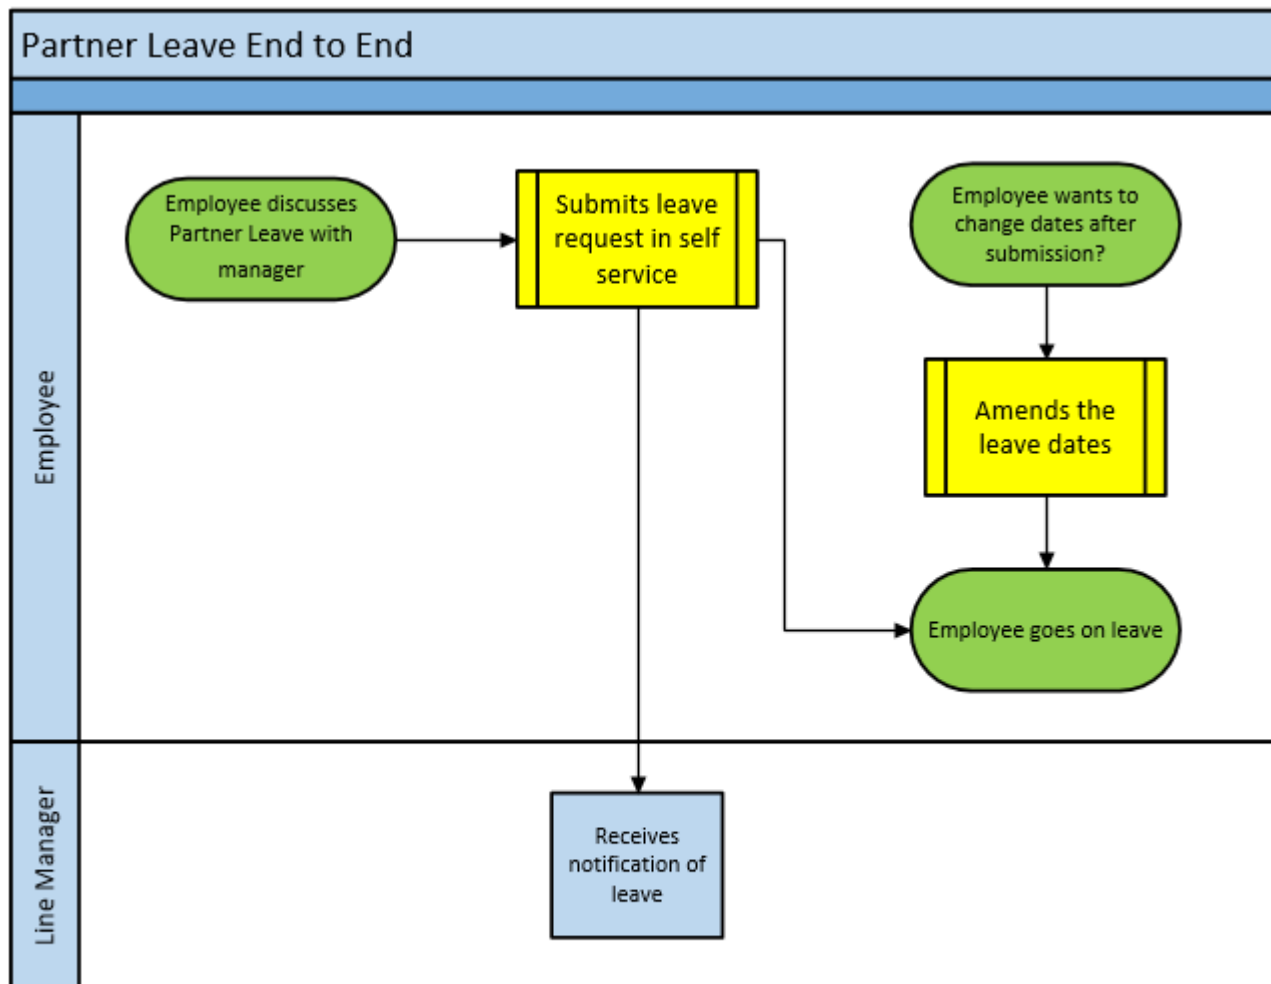 Partner Leave End to End
Employee
Employee discusses
Partner Leave with
manager
Submits leave
request in self
service
Employee wants to
change dates after
submission?
Amends the
leave dates
Employee goes on leave
Line Manager
Receives
notification of
leave